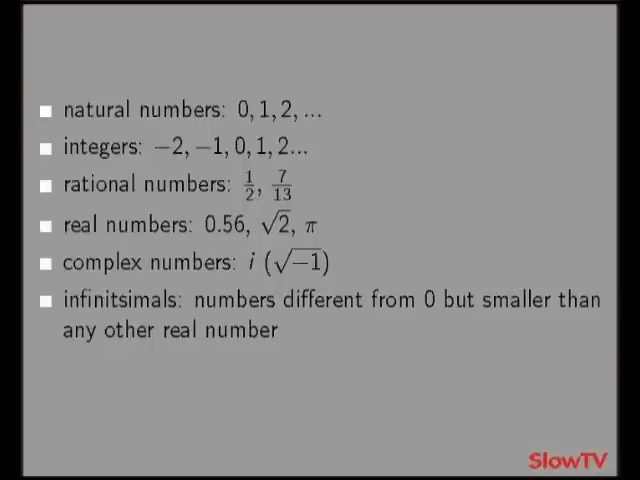 natural numbers: 0, 1, 2, ...
integers: −2, −1, 0, 1, 2...
rational numbers: 1/2, 7/13
real numbers: 0.56, √2, π
complex numbers: i (√−1)
infinitsimals: numbers different from 0 but smaller than
any other real number
SlowTV